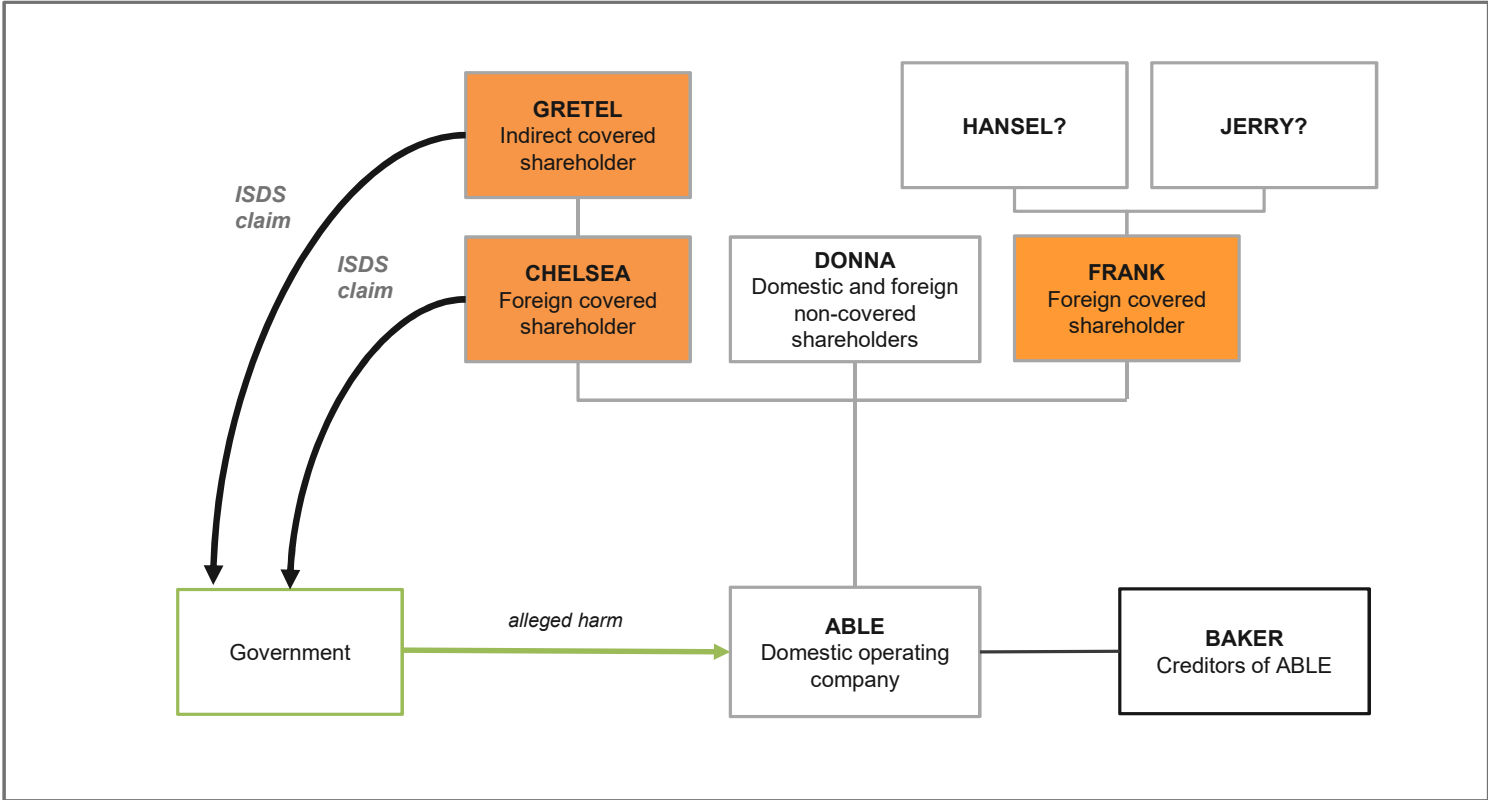 GRETEL
Indirect covered
shareholder
HANSEL?
JERRY?
ISDS
claim
ISDS
claim
CHELSEA
Foreign covered
shareholder
DONNA
Domestic and foreign
non-covered
shareholders
FRANK
Foreign covered
shareholder
Government
alleged harm
ABLE
Domestic operating
company
BAKER
Creditors of ABLE